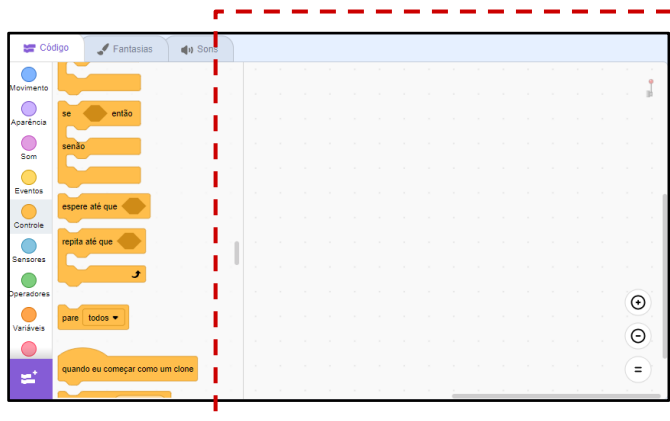 Código
Fantasias
Sons
Movimento
Aparência
Som
Eventos
Controle
Sensores
Operadores
Variáveis
se então
senão
espere até que
repita até que
pare todos
quando eu começar como um clone